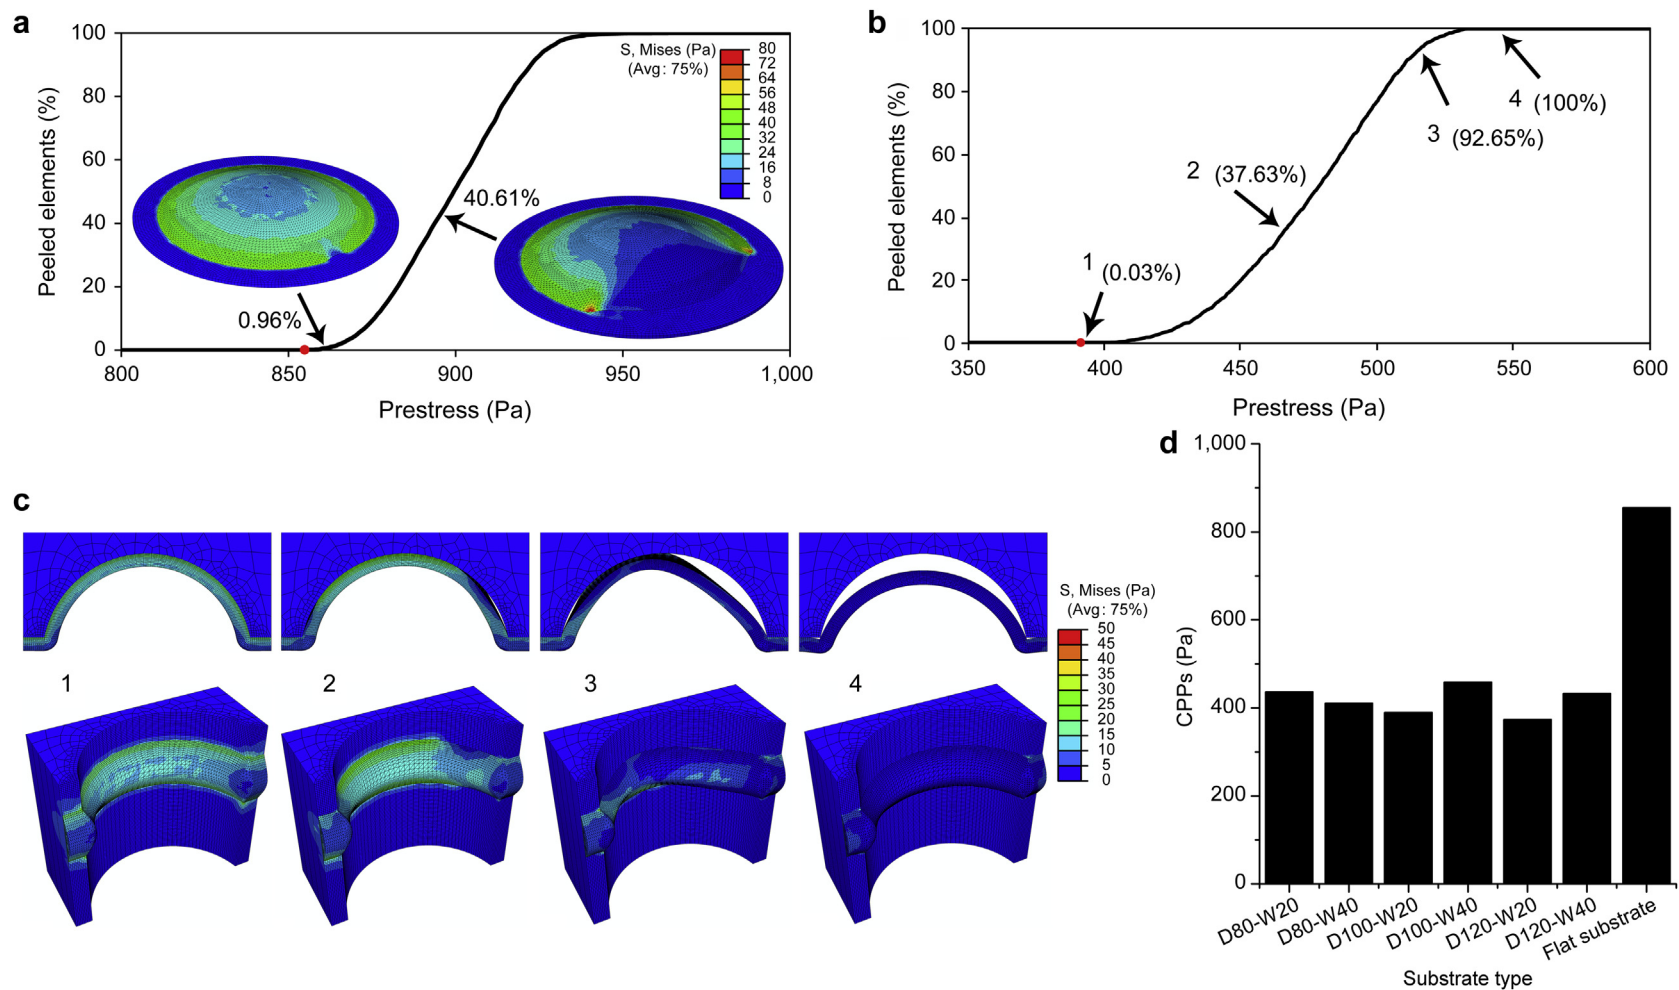 a
Peeled elements (%)
100
80
60
40
20
0
800
850
900
950
1,000
Prestress (Pa)
0.96%
40.61%
S, Mises (Pa)
(Avg: 75%)
80
72
64
56
48
40
32
24
16
8
0
b
Peeled elements (%)
100
80
60
40
20
0
350
400
450
500
550
600
Prestress (Pa)
1 (0.03%)
2 (37.63%)
3 (92.65%)
4 (100%)
c
1
2
3
4
S, Mises (Pa)
(Avg: 75%)
50
45
40
35
30
25
20
15
10
5
0
d
CPPs (Pa)
1,000
800
600
400
200
0
D80-W20
D80-W40
D100-W20
D100-W40
D120-W20
D120-W40
Flat substrate
Substrate type